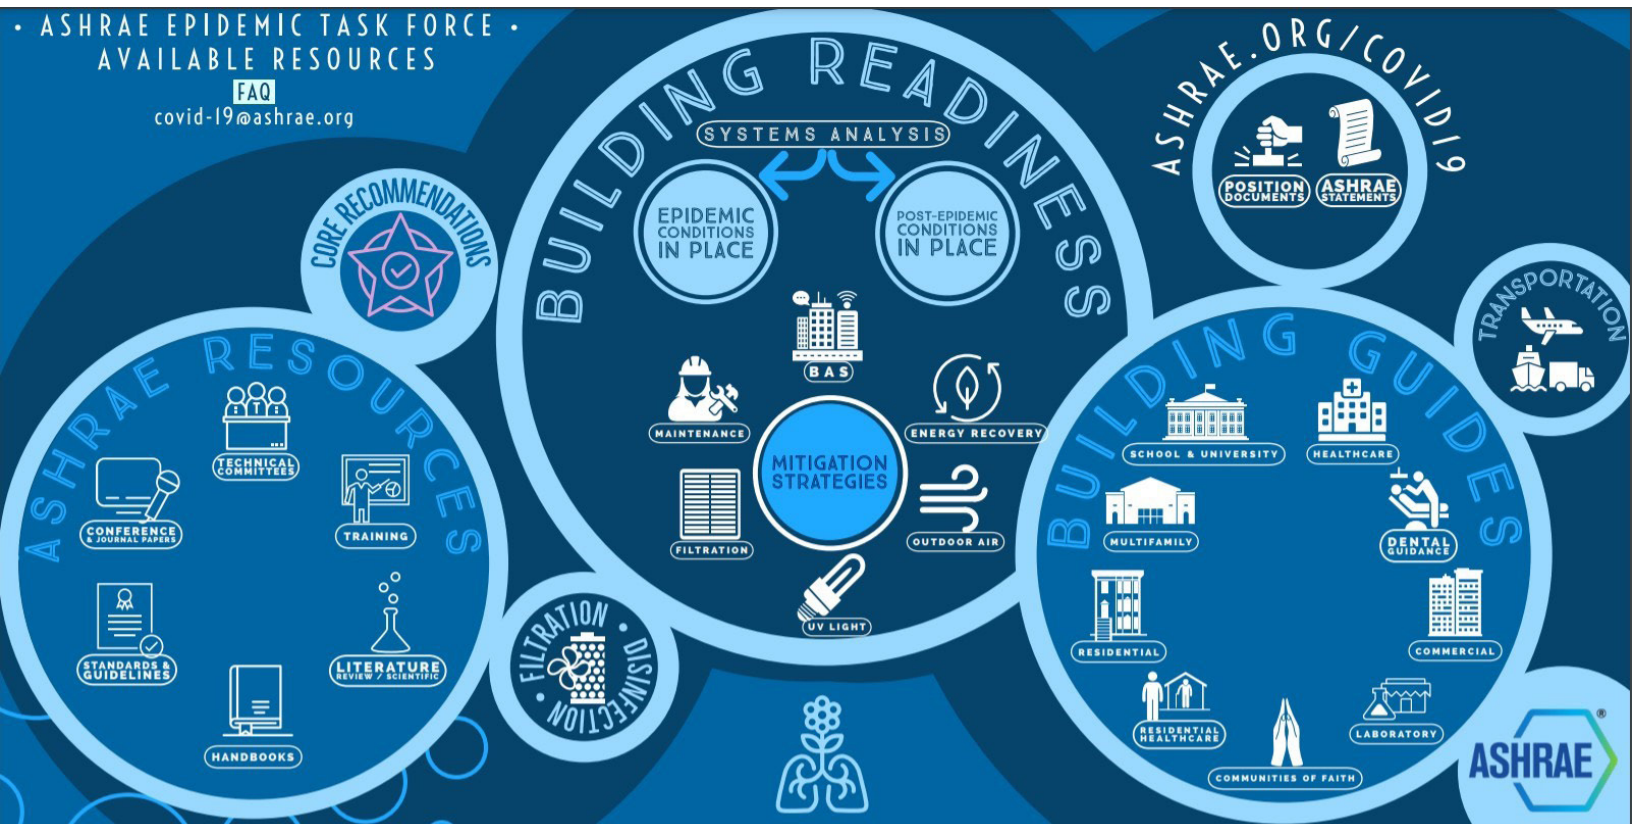 • ASHRAE EPIDEMIC TASK FORCE •
AVAILABLE RESOURCES
FAQ
covid-19@ashrae.org
CORE RECOMMENDATIONS
ASHRAE RESOURCES
TECHNICAL
COMMITTEES
CONFERENCE
& JOURNAL PAPERS
TRAINING
STANDARDS &
GUIDELINES
LITERATURE
REVIEW / SCIENTIFIC
HANDBOOKS
• FILTRATION • DISINFECTION
BUILDING READINESS
SYSTEMS ANALYSIS
EPIDEMIC
CONDITIONS
IN PLACE
POST-EPIDEMIC
CONDITIONS
IN PLACE
BAS
MAINTENANCE
ENERGY RECOVERY
MITIGATION
STRATEGIES
FILTRATION
OUTDOOR AIR
UV LIGHT
ASHRAE.ORG/COVID19
POSITION
DOCUMENTS
ASHRAE
STATEMENTS
TRANSPORTATION
BUILDING GUIDES
SCHOOL & UNIVERSITY
HEALTHCARE
MULTIFAMILY
DENTAL
GUIDANCE
RESIDENTIAL
COMMERCIAL
RESIDENTIAL
HEALTHCARE
LABORATORY
COMMUNITIES OF FAITH
ASHRAE®